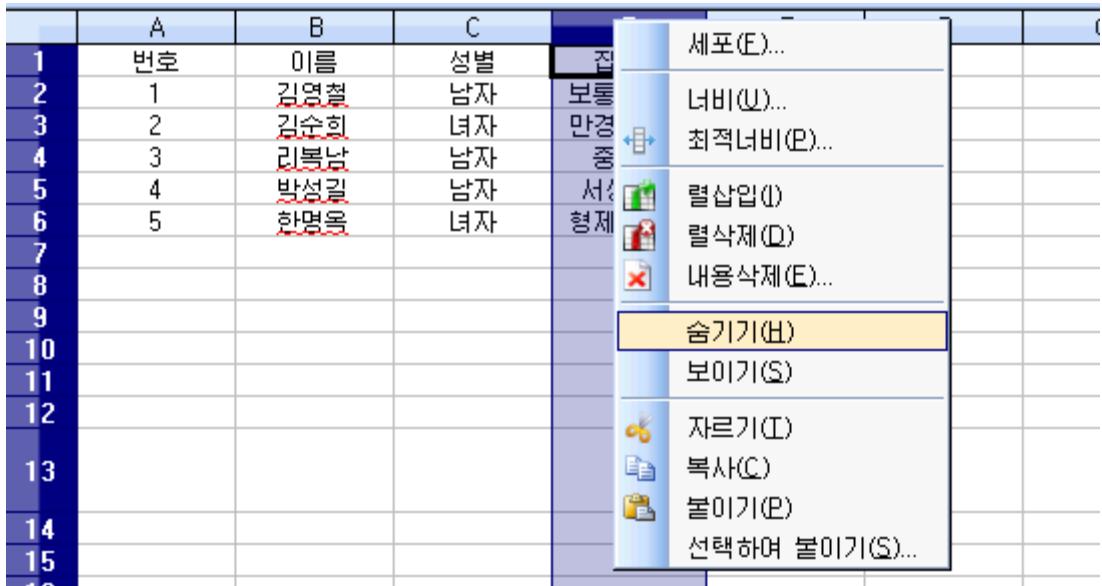 A B C
1 번호 이름 성별 집
2 1 김영철 남자 보통
3 2 김순희 녀자 만경
4 3 리복남 남자 중
5 4 박성길 남자 서
6 5 한명옥 녀자 형제
7
8
9
10
11
12
13
14
15
세포(F)...
너비(U)...
최적너비(P)...
렬삽입(I)
렬삭제(D)
내용삭제(E)...
숨기기(H)
보이기(S)
자르기(T)
복사(C)
붙이기(P)
선택하여 붙이기(S)...